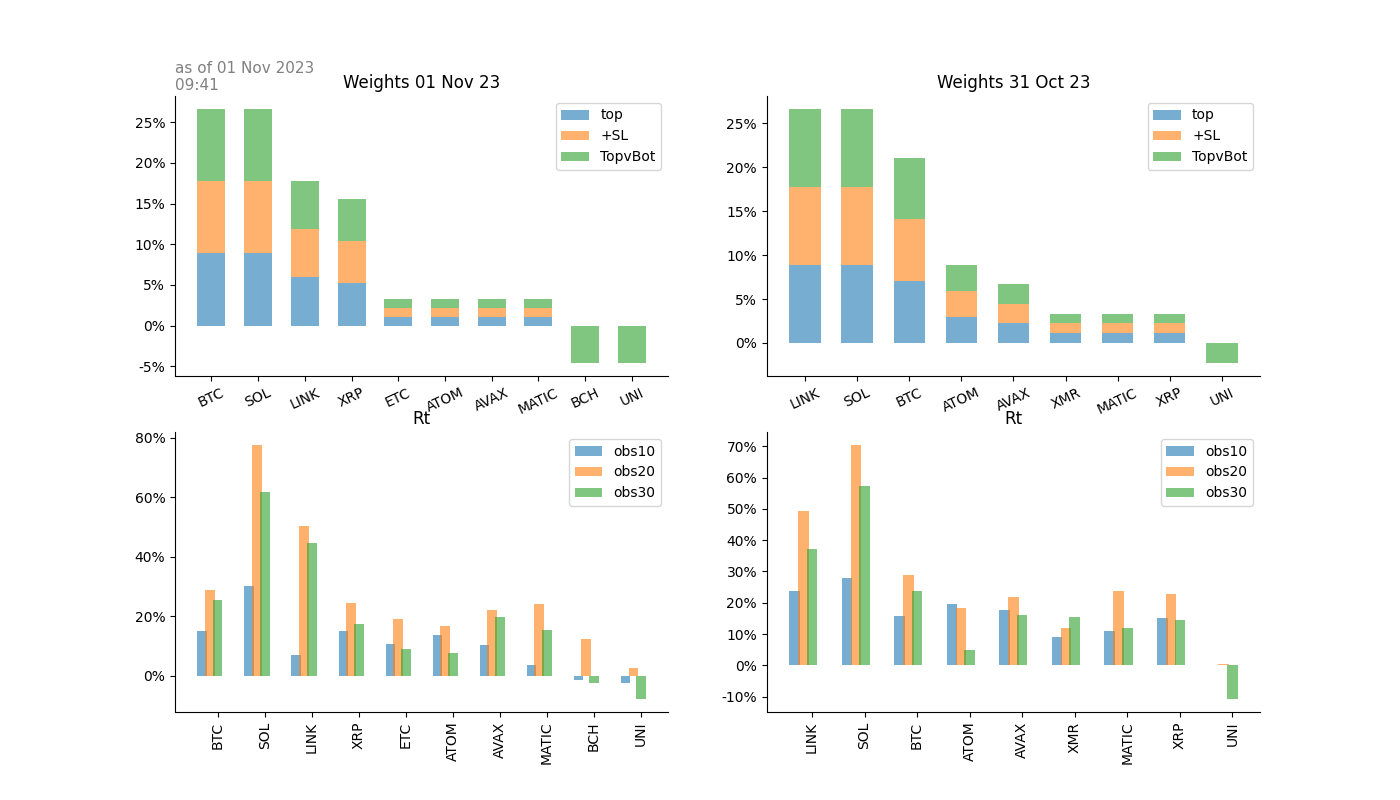 as of 01 Nov 2023
09:41
Weights 01 Nov 23
25%
20%
15%
10%
5%
0%
-5%
top
+SL
TopvBot
BTC SOL LINK XRP ETC ATOM AVAX MATIC BCH UNI
Weights 31 Oct 23
25%
20%
15%
10%
5%
0%
top
+SL
TopvBot
LINK SOL BTC ATOM AVAX XMR MATIC XRP UNI
Rt
80%
60%
40%
20%
0%
obs10
obs20
obs30
BTC SOL LINK XRP ETC ATOM AVAX MATIC BCH UNI
Rt
70%
60%
50%
40%
30%
20%
10%
0%
-10%
obs10
obs20
obs30
LINK SOL BTC ATOM AVAX XMR MATIC XRP UNI